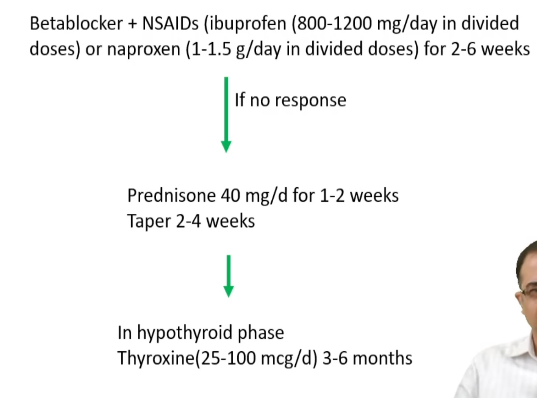 Betablocker + NSAIDs (ibuprofen (800-1200 mg/day in divided
doses) or naproxen (1-1.5 g/day in divided doses) for 2-6 weeks
If no response
Prednisone 40 mg/d for 1-2 weeks
Taper 2-4 weeks
In hypothyroid phase
Thyroxine(25-100 mcg/d) 3-6 months